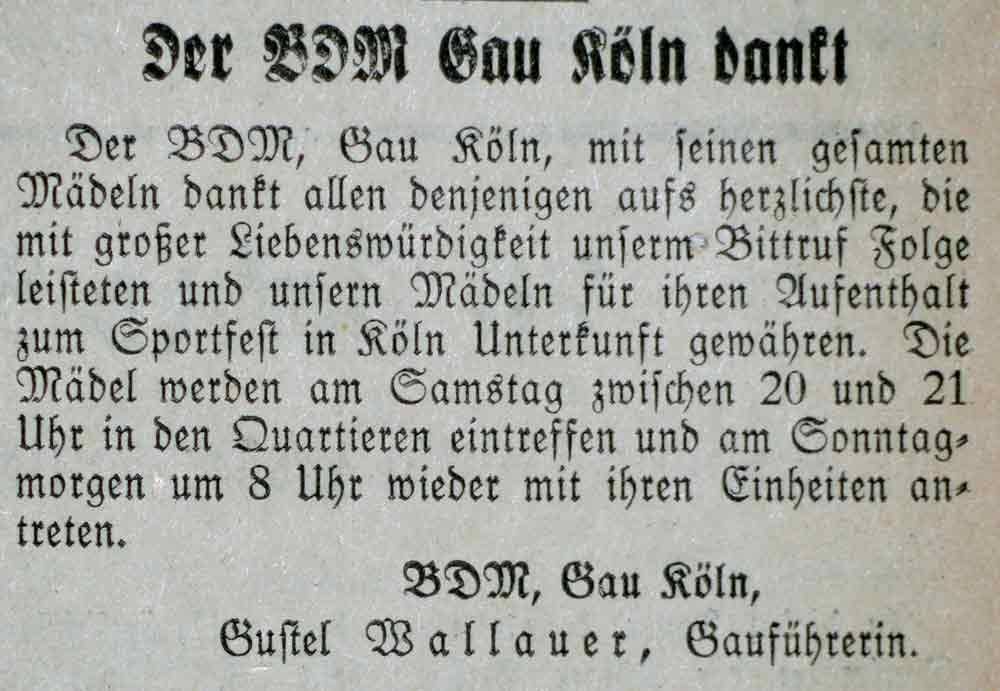 Der BDM Gau Köln dankt
Der BDM, Gau Köln, mit seinen gesamten
Mädeln dankt allen denjenigen aufs herzlichste, die
mit großer Liebenswürdigkeit unserm Bittruf Folge
leisteten und unsern Mädeln für ihren Aufenthalt
zum Sportfest in Köln Unterkunft gewähren. Die
Mädel werden am Samstag zwischen 20 und 21
Uhr in den Quartieren eintreffen und am Sonntag-
morgen um 8 Uhr wieder mit ihren Einheiten an-
treten.
BDM, Gau Köln,
Gustel Wallauer, Gauführerin.